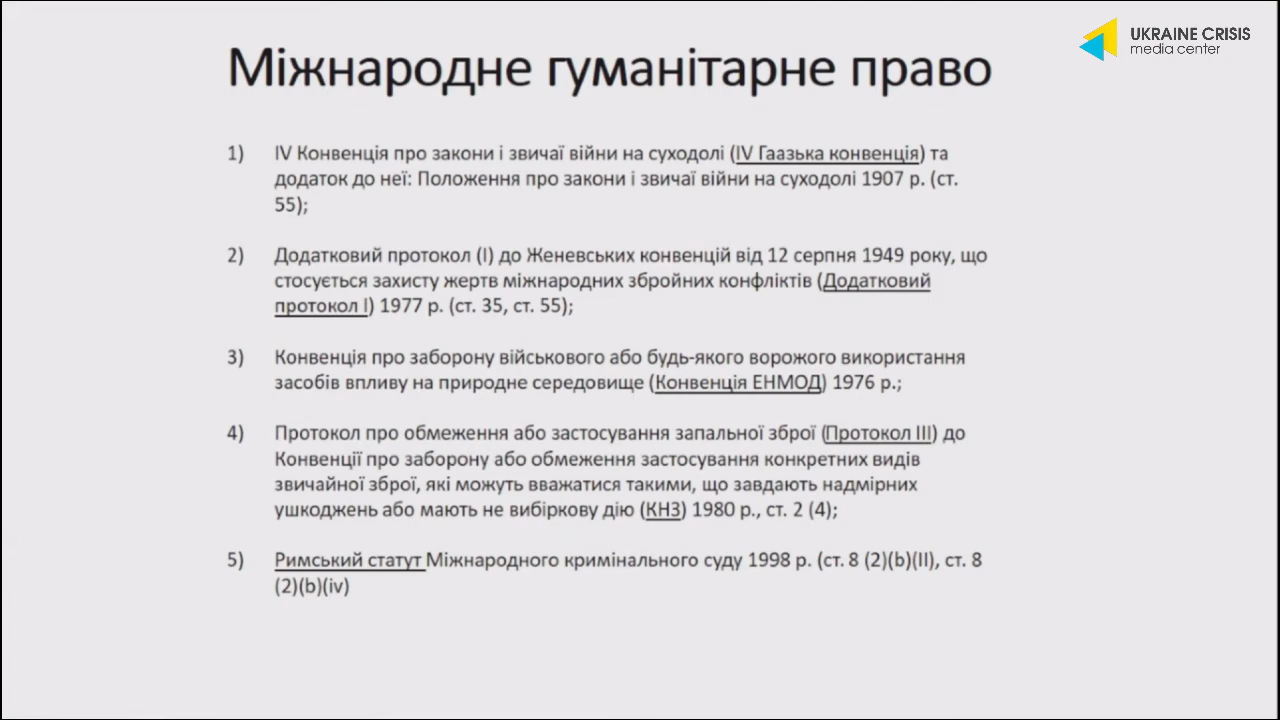 UKRAINE CRISIS
media center
Міжнародне гуманітарне право
1) IV Конвенція про закони і звичаї війни на суходолі (IV Гаазька конвенція) та
додаток до неї: Положення про закони і звичаї війни на суходолі 1907 р. (ст.
55);
2) Додатковий протокол (І) до Женевських конвенцій від 12 серпня 1949 року, що
стосується захисту жертв міжнародних збройних конфліктів (Додатковий
протокол І) 1977 р. (ст. 35, ст. 55);
3) Конвенція про заборону військового або будь-якого ворожого використання
засобів впливу на природне середовище (Конвенція ЕНМОД) 1976 р.;
4) Протокол про обмеження або застосування запальної зброї (Протокол ІІІ) до
Конвенції про заборону або обмеження застосування конкретних видів
звичайної зброї, які можуть вважатися такими, що завдають надмірних
ушкоджень або мають не вибіркову дію (КНЗ) 1980 р., ст. 2 (4);
5) Римський статут Міжнародного кримінального суду 1998 р. (ст. 8 (2)(b)(II), ст. 8
(2)(b)(iv)